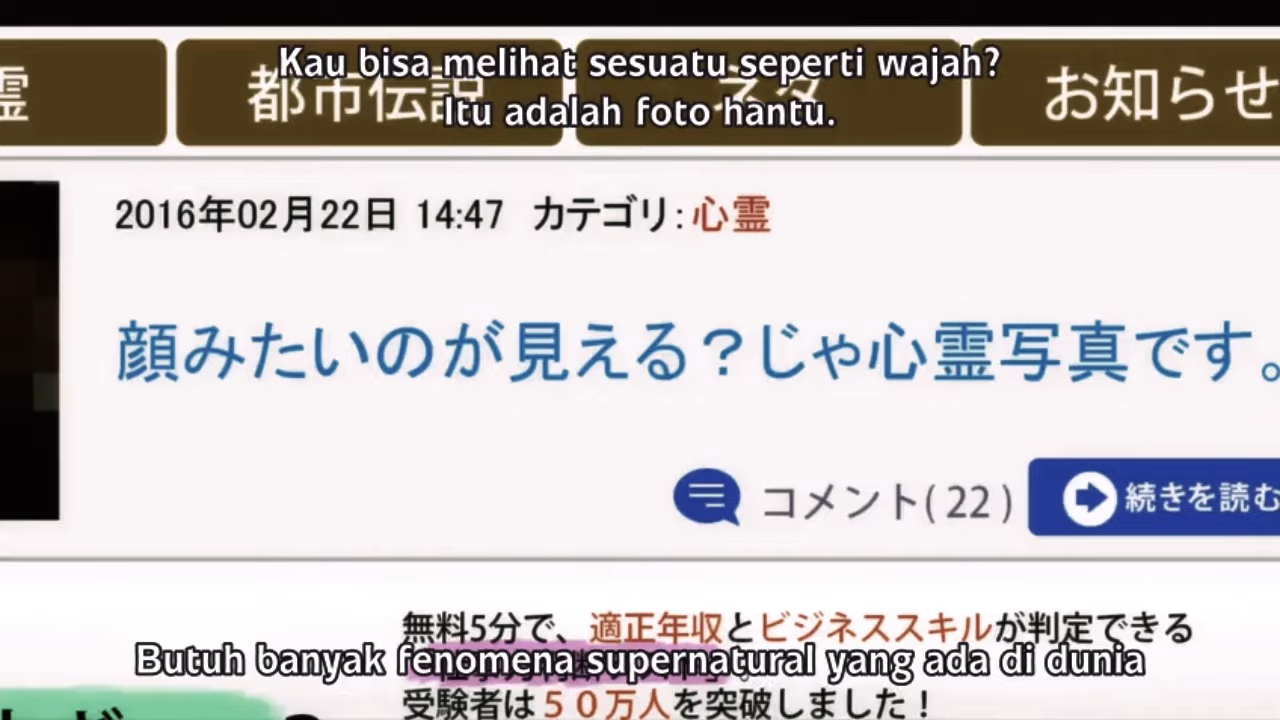 Kau bisa melihat sesuatu seperti wajah?
Itu adalah foto hantu.
霊 都市伝説 お知らせ
2016年02月22日 14:47 カテゴリ:心霊
顔みたいのが見える？じゃ心霊写真です。
コメント(22) 続きを読む
無料5分で、適正年収とビジネススキルが判定できる
Butuh banyak fenomena supernatural yang ada di dunia
受験者は５０万人を突破しました！